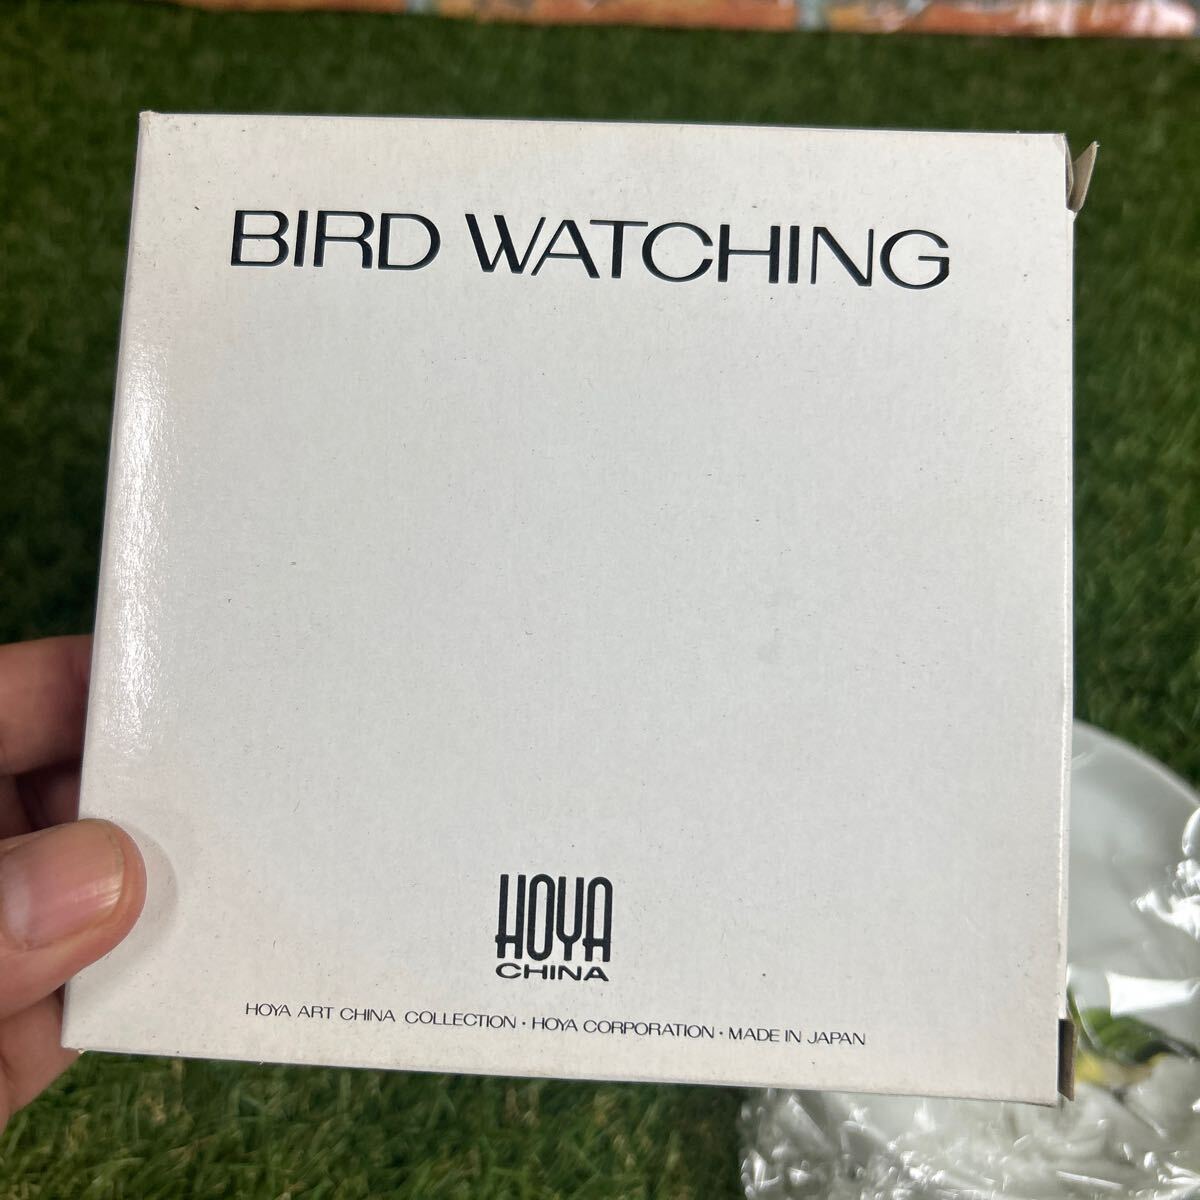 BIRD WATCHING
HOYA
CHINA
HOYA ART CHINA COLLECTION・HOYA CORPORATION・MADE IN JAPAN